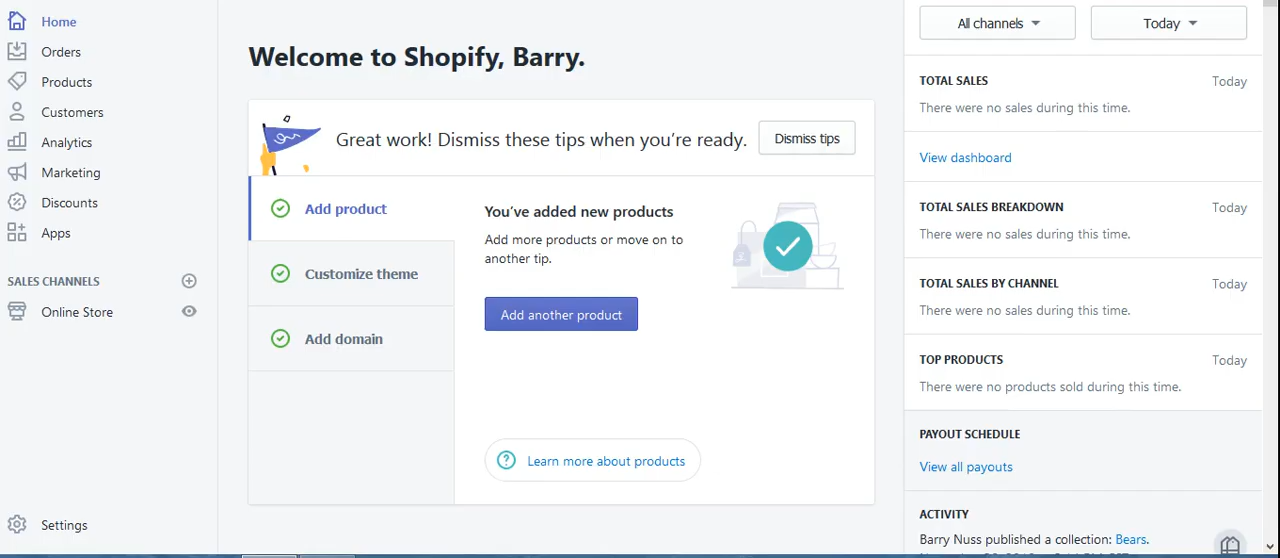 Home
Orders
Products
Customers
Analytics
Marketing
Discounts
Apps
SALES CHANNELS
Online Store
Settings
Welcome to Shopify, Barry.
Great work! Dismiss these tips when you're ready.
Dismiss tips
Add product
Customize theme
Add domain
You've added new products
Add more products or move on to
another tip.
Add another product
Learn more about products
All channels
Today
TOTAL SALES
Today
There were no sales during this time.
View dashboard
TOTAL SALES BREAKDOWN
Today
There were no sales during this time.
TOTAL SALES BY CHANNEL
Today
There were no sales during this time.
TOP PRODUCTS
Today
There were no products sold during this time.
PAYOUT SCHEDULE
View all payouts
ACTIVITY
Barry Nuss published a collection: Bears.